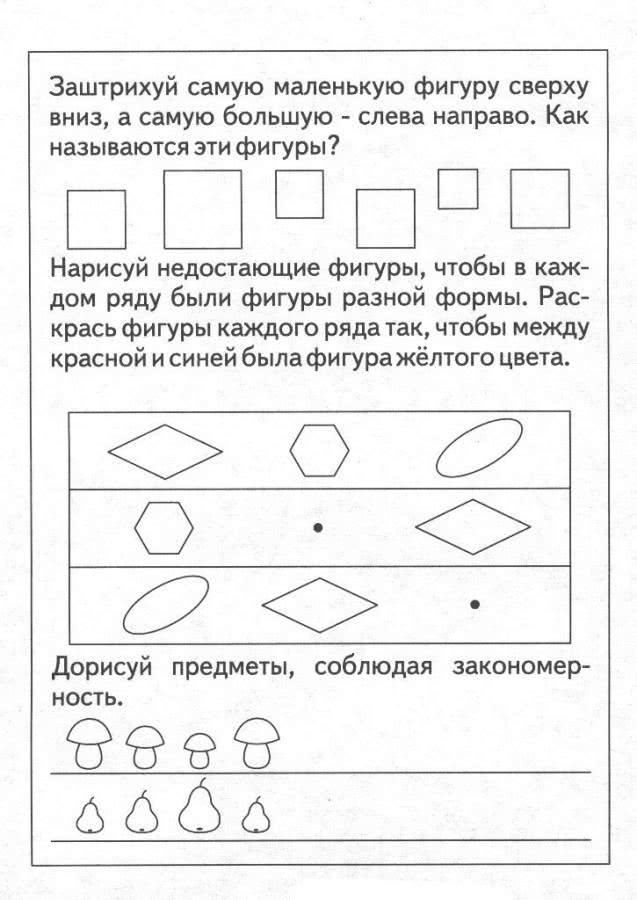 Заштрихуй самую маленькую фигуру сверху
вниз, а самую большую - слева направо. Как
называются эти фигуры?
Нарисуй недостающие фигуры, чтобы в каж-
дом ряду были фигуры разной формы. Рас-
крась фигуры каждого ряда так, чтобы между
красной и синей была фигура жёлтого цвета.
Дорисуй предметы, соблюдая закономер-
ность.